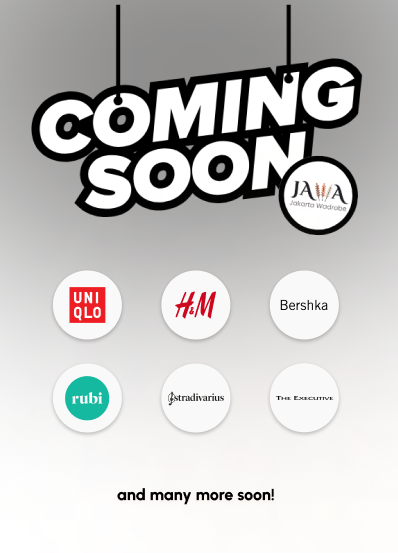 COMING
SOON
JAWA
Jakarta Wadrobe
UNI
QLO
H&M
Bershka
rubi
stradivarius
THE EXECUTIVE
and many more soon!